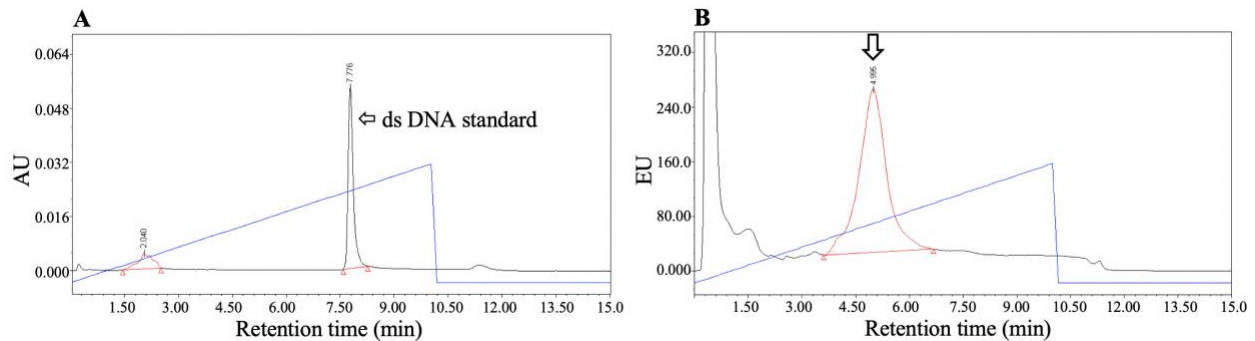 A
AU
0.064
0.048
0.032
0.016
0.000
2.040
7.776
ds DNA standard
1.50 3.00 4.50 6.00 7.50 9.00 10.50 12.00 13.50 15.0
Retention time (min)
B
EU
320.0
240.00
160.00
80.00
0.000
4.995
1.50 3.00 4.50 6.00 7.50 9.00 10.50 12.00 13.50 15.0
Retention time (min)